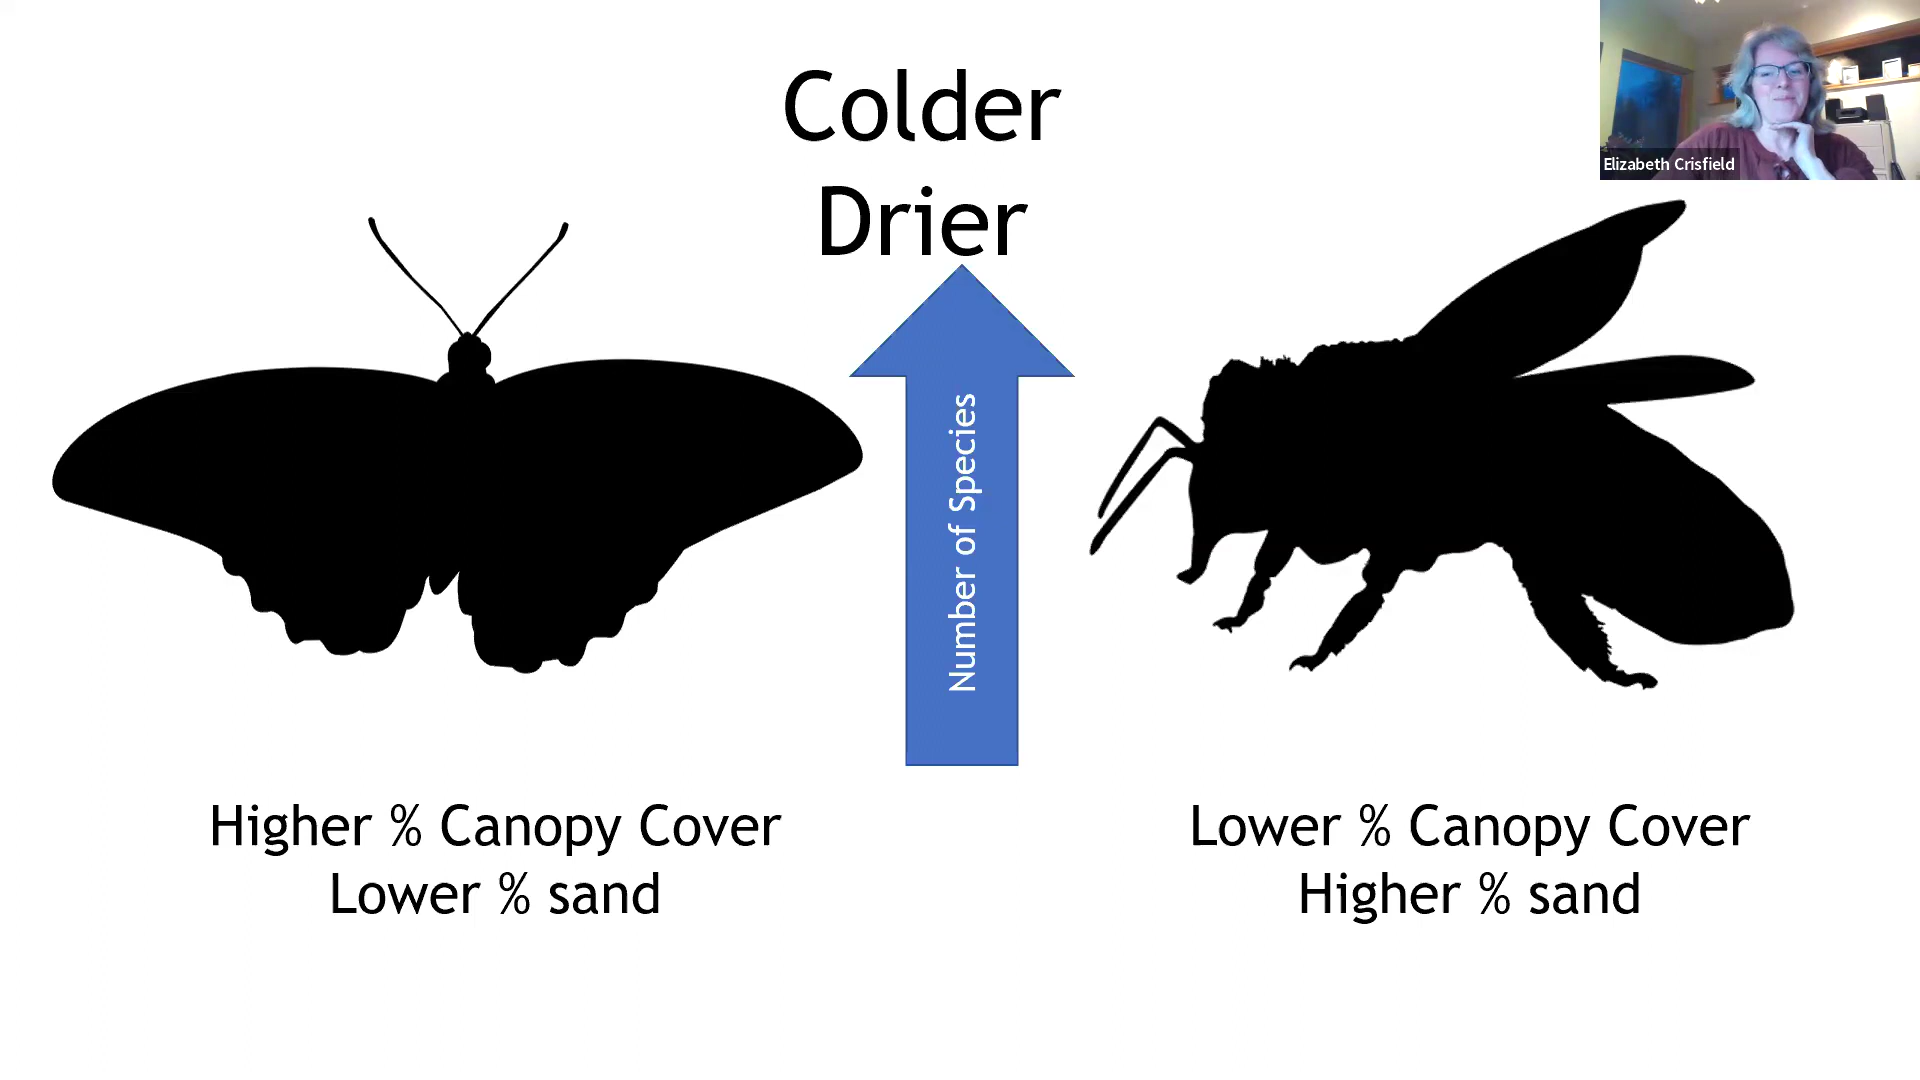 Colder
Drier
Elizabeth Crisfield
Number of Species
Higher % Canopy Cover
Lower % sand
Lower % Canopy Cover
Higher % sand